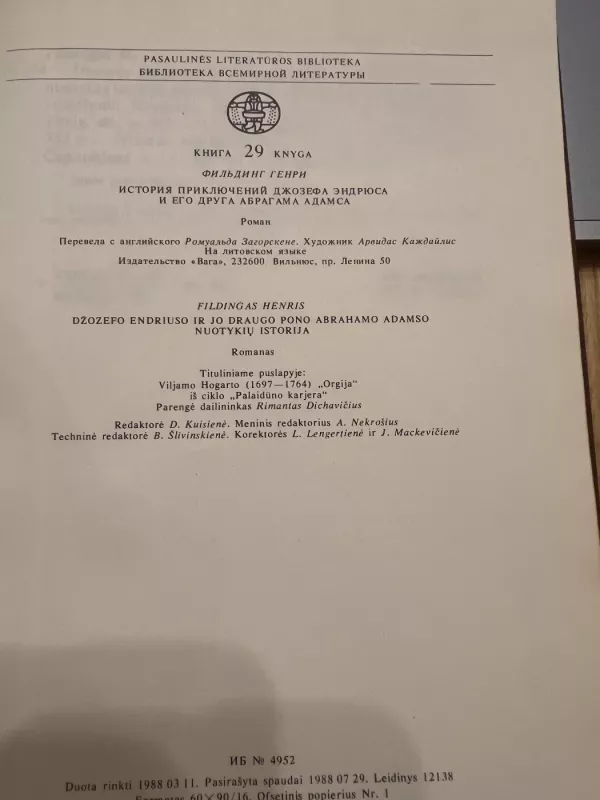 PASAULINĖS LITERATŪROS BIBLIOTEKA
БИБЛИОТЕКА ВСЕМИРНОЙ ЛИТЕРАТУРЫ
КНИГА 29 KNYGA
ФИЛЬДИНГ ГЕНРИ
ИСТОРИЯ ПРИКЛЮЧЕНИЙ ДЖОЗЕФА ЭНДРЮСА
И ЕГО ДРУГА АБРАГАМА АДАМСА
Роман
Перевела с английского Ромуальда Загорскене. Художник Арвидас Каждайлис
На литовском языке
Издательство «Вага», 232600 Вильнюс, пр. Ленина 50
FILDINGAS HENRIS
DŽOZEFO ENDRIUSO IR JO DRAUGO PONO ABRAHAMO ADAMSO
NUOTYKIŲ ISTORIJA
Romanas
Tituliniame puslapyje:
Viljamo Hogarto (1697—1764) „Orgija“
iš ciklo „Palaidūno karjera“
Parengė dailininkas Rimantas Dichavičius
Redaktorė D. Kuisienė. Meninis redaktorius A. Nekrošius
Techninė redaktorė B. Šlivinskienė. Korektorės L. Lengertienė ir J. Mackevičienė
ИБ № 4952
Duota rinkti 1988 03 11. Pasirašyta spaudai 1988 07 29. Leidinys 12138
Formatas 60×90/16. Ofsetinis popierius Nr. 1